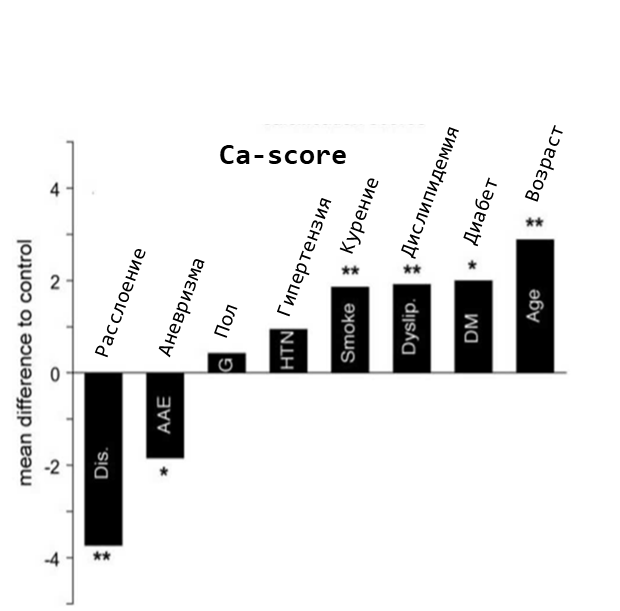 Ca-score
Расслоение
Аневризма
Пол
Гипертензия
Курение
Дислипидемия
Диабет
Возраст
mean difference to control
4
2
0
-2
-4
Dis.
**
AAE
*
G
HTN
Smoke
**
Dyslip.
**
DM
*
Age
**